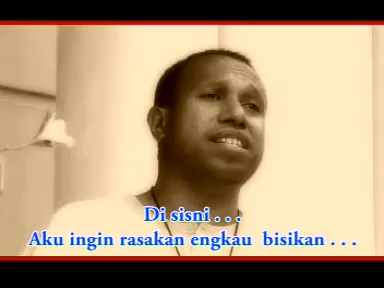 Di sisni . . .
Aku ingin rasakan engkau bisikan . . .